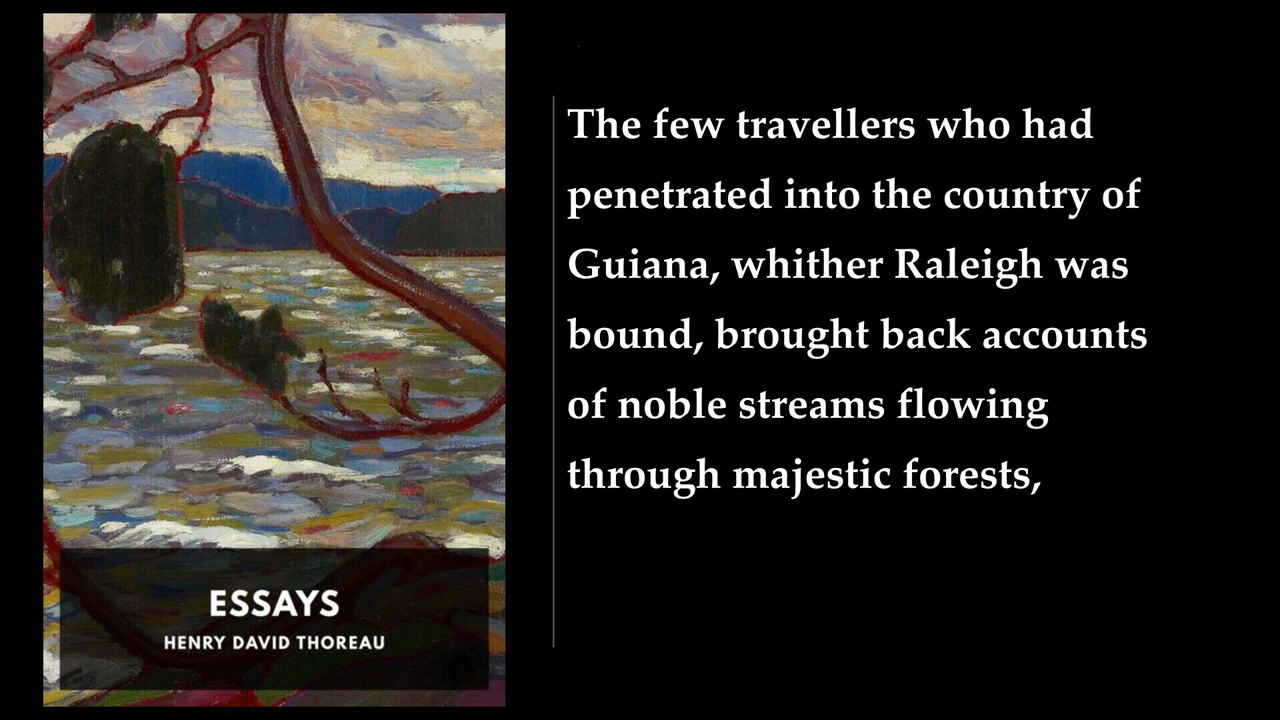 ESSAYS
HENRY DAVID THOREAU
The few travellers who had
penetrated into the country of
Guiana, whither Raleigh was
bound, brought back accounts
of noble streams flowing
through majestic forests,